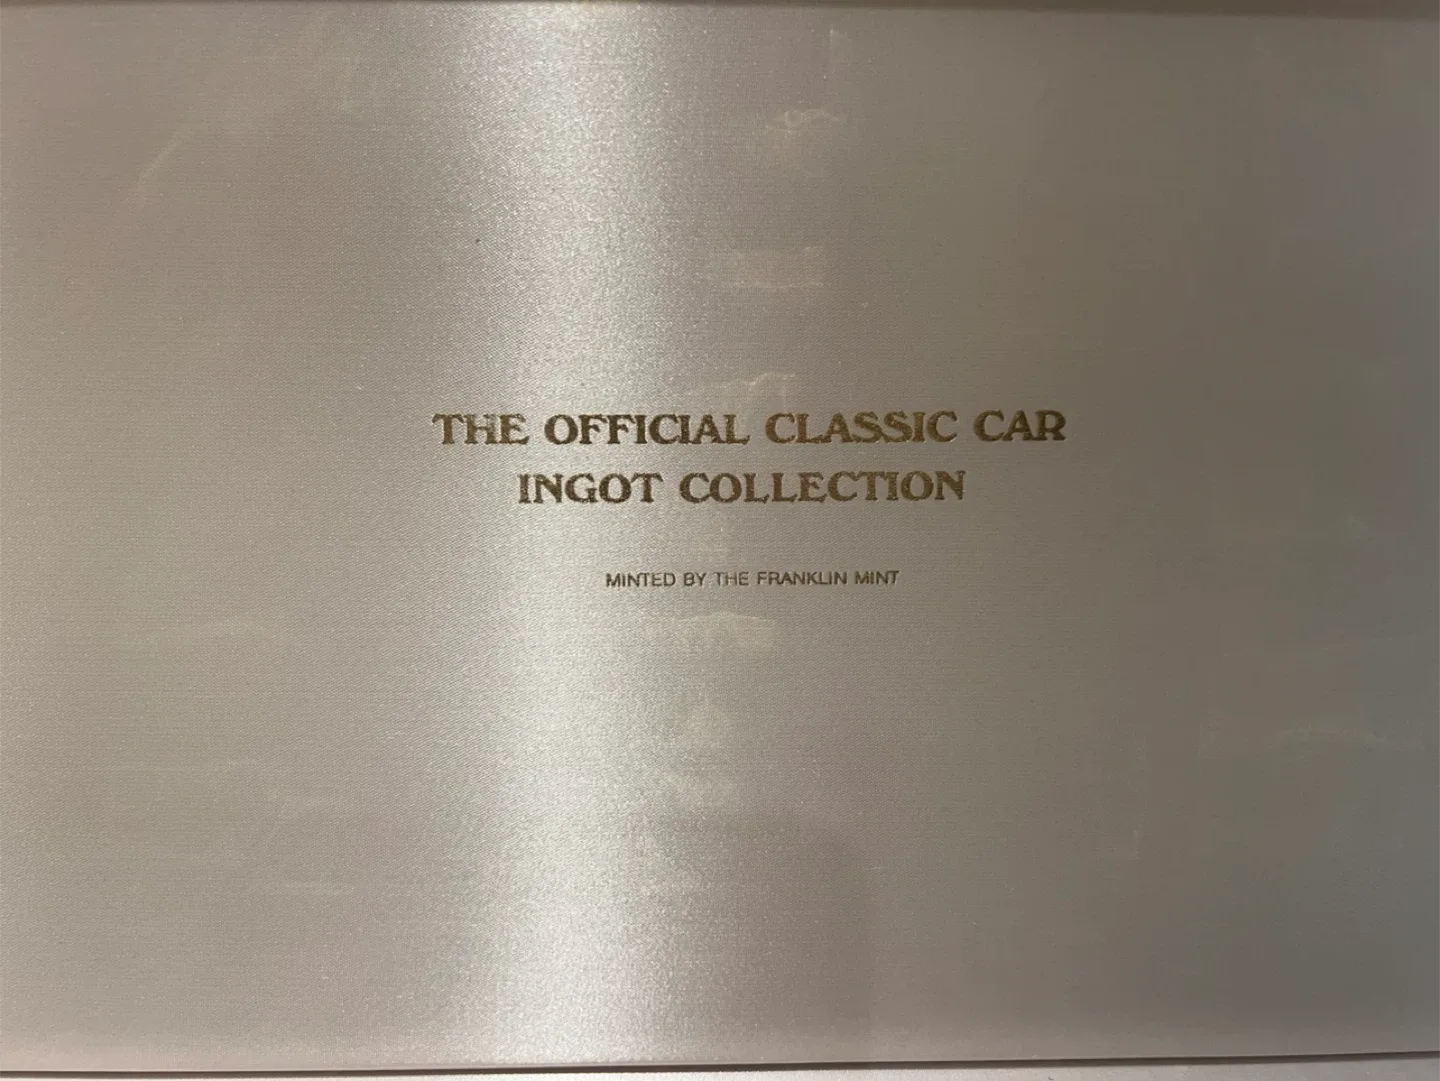 THE OFFICIAL CLASSIC CAR
INGOT COLLECTION
MINTED BY THE FRANKLIN MINT